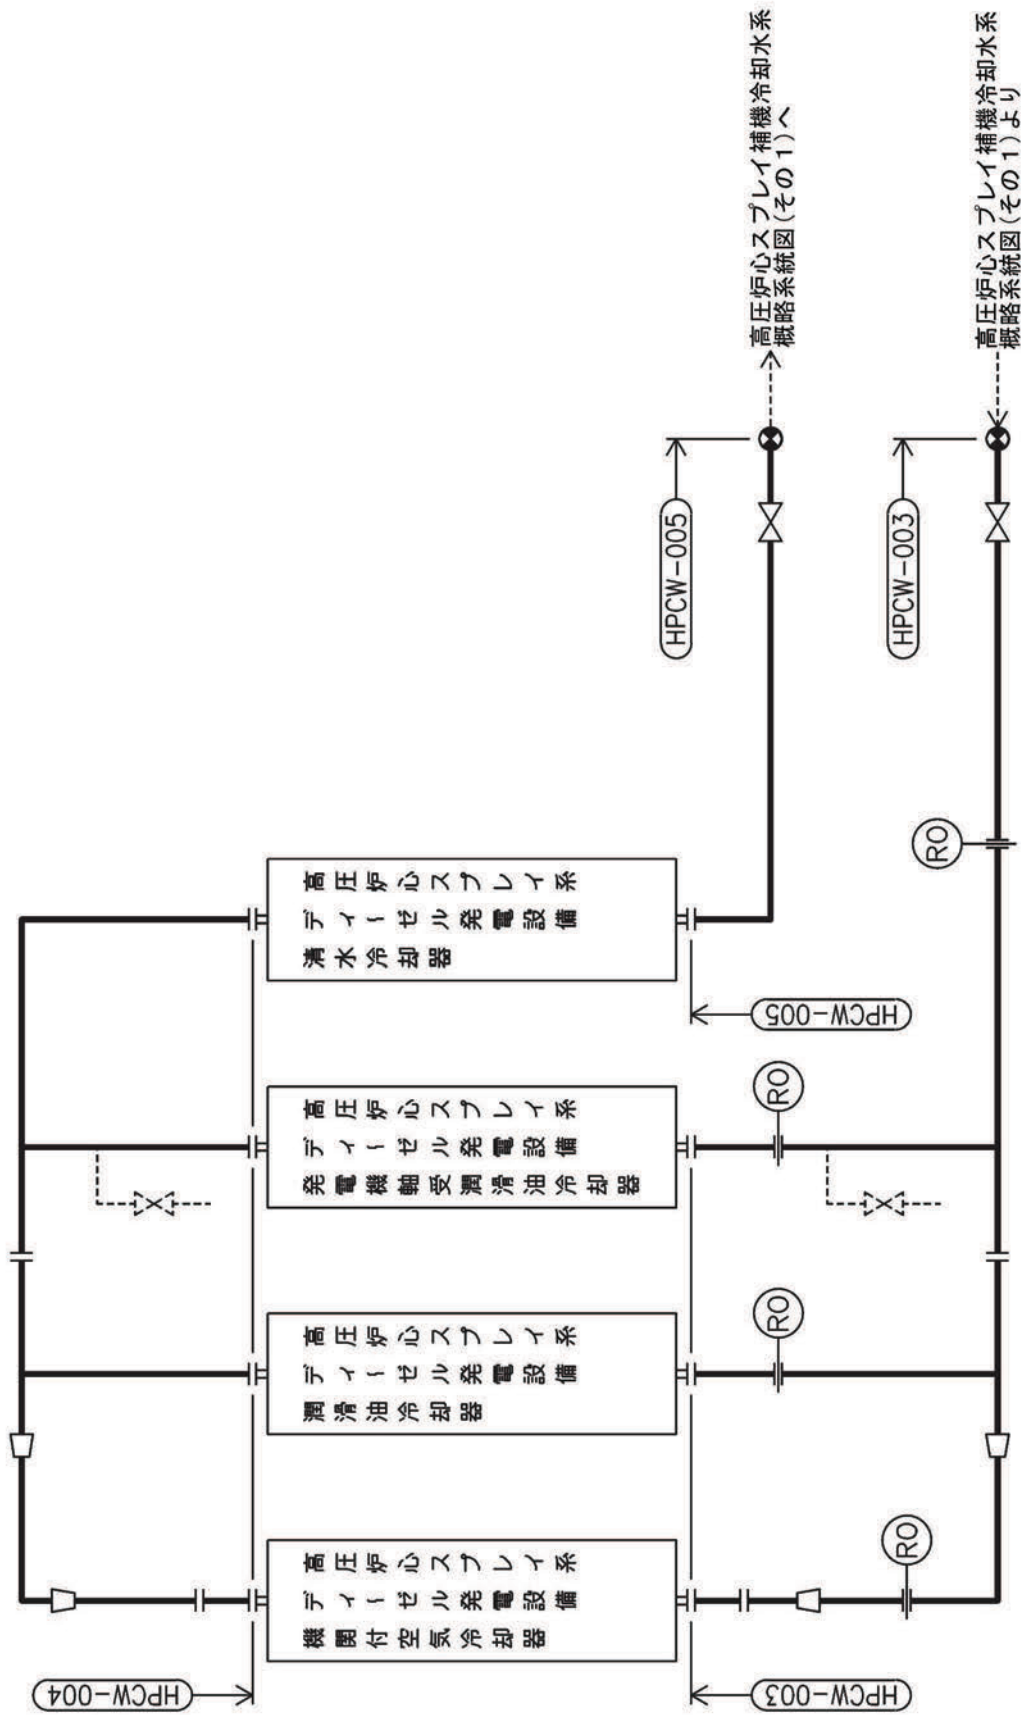 高圧炉心スプレイ補機冷却水系
概略系統図(その1)へ
高圧炉心スプレイ補機冷却水系
概略系統図(その1)より
HPCW-005
HPCW-003
RO
高圧炉心スプレイ系
ディーゼル発電設備
清水冷却器
HPCW-005
高圧炉心スプレイ系
ディーゼル発電設備
発電機軸受潤滑油冷却器
RO
高圧炉心スプレイ系
ディーゼル発電設備
潤滑油冷却器
RO
高圧炉心スプレイ系
ディーゼル発電設備
機関付空気冷却器
RO
HPCW-004
HPCW-003